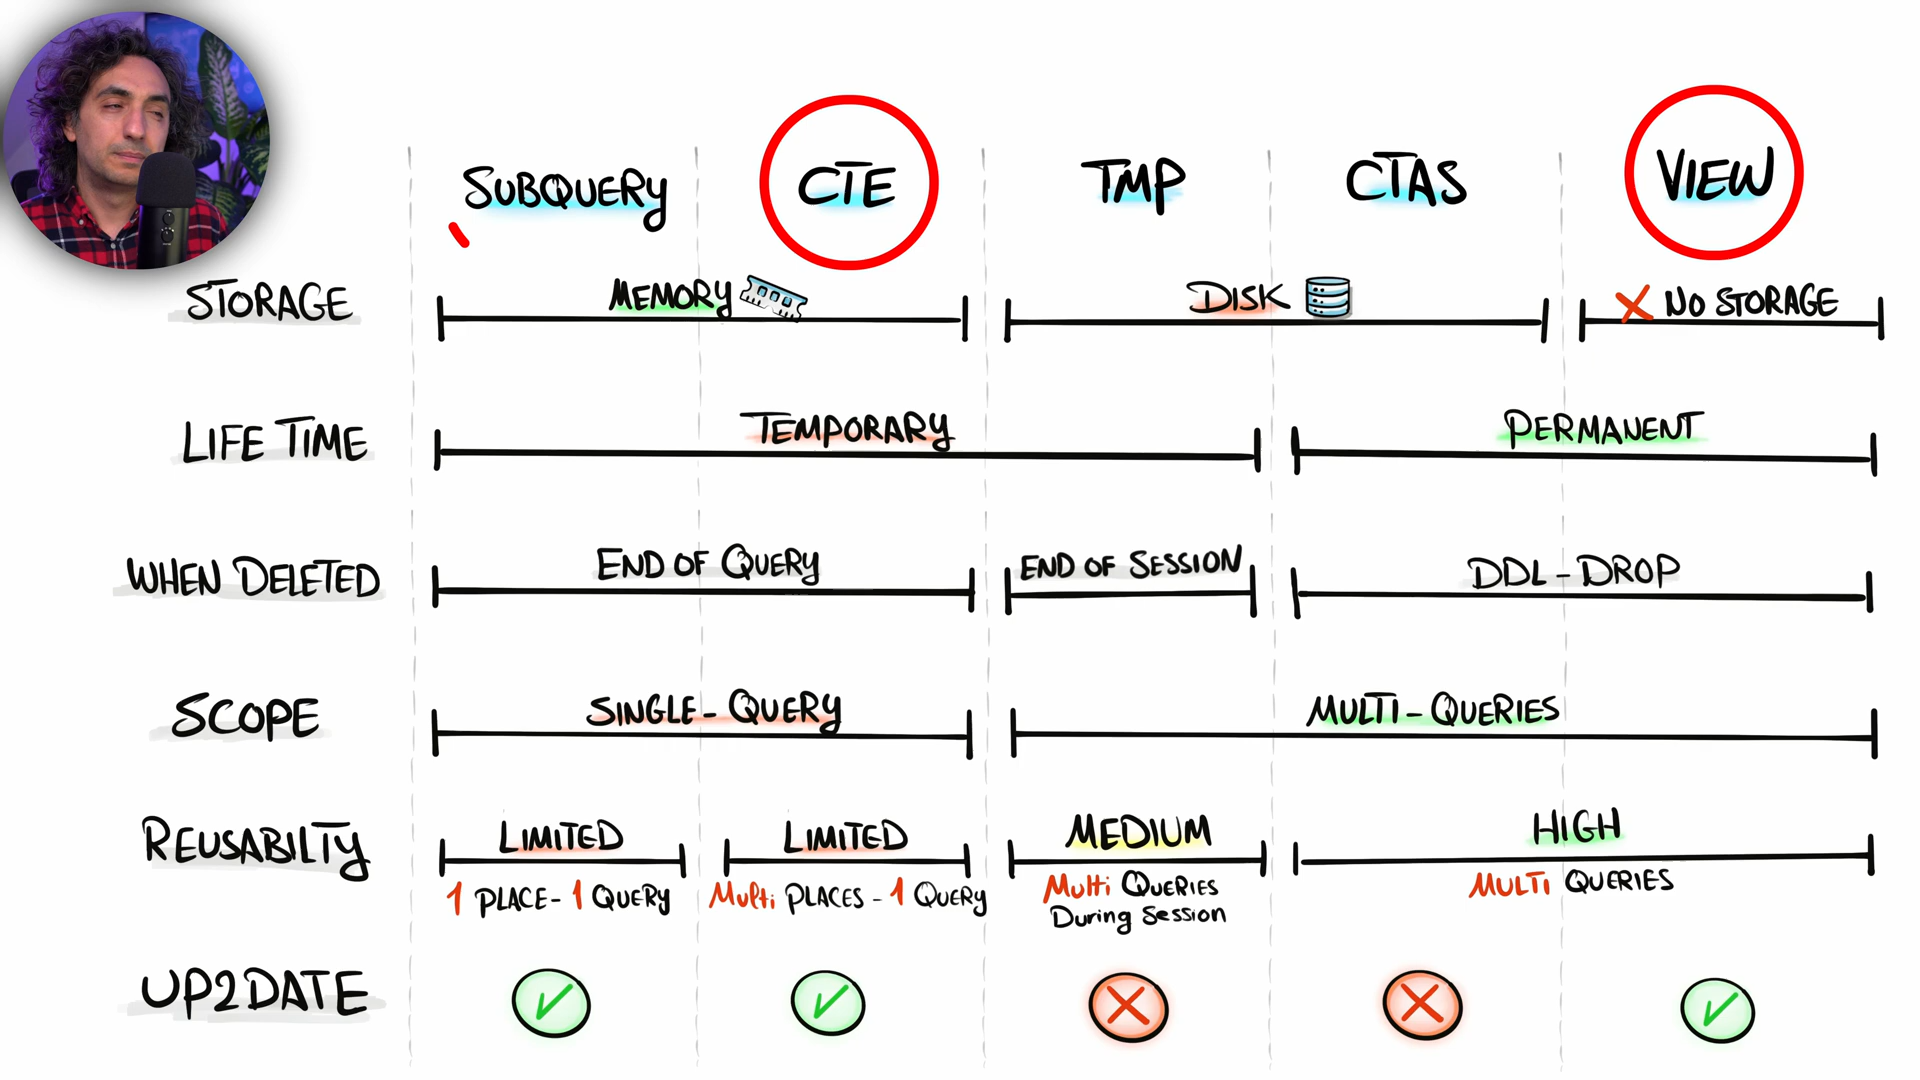 SUBQUERY CTE TMP CTAS VIEW
STORAGE MEMORY DISK NO STORAGE
LIFE TIME TEMPORARY PERMANENT
WHEN DELETED END OF QUERY END OF SESSION DDL-DROP
SCOPE SINGLE-QUERY MULTI-QUERIES
REUSABILTY LIMITED LIMITED MEDIUM HIGH
1 PLACE- 1 QUERY Multi PLACES - 1 QUERY Multi QUERIES MULTI QUERIES
During Session
UP2DATE